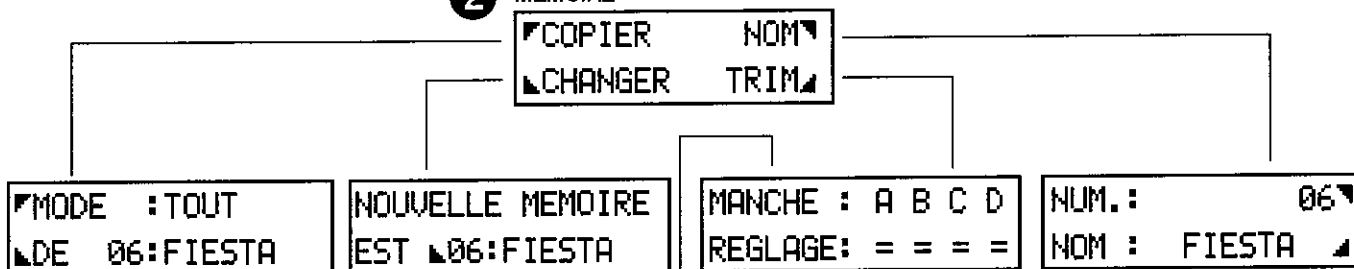 2 MEMOIRE
COPIER NOM
CHANGER TRIM
MODE :TOUT
DE 06:FIESTA
NOUVELLE MEMOIRE
EST 06:FIESTA
MANCHE : A B C D
REGLAGE: = = = =
NUM.: 06
NOM : FIESTA